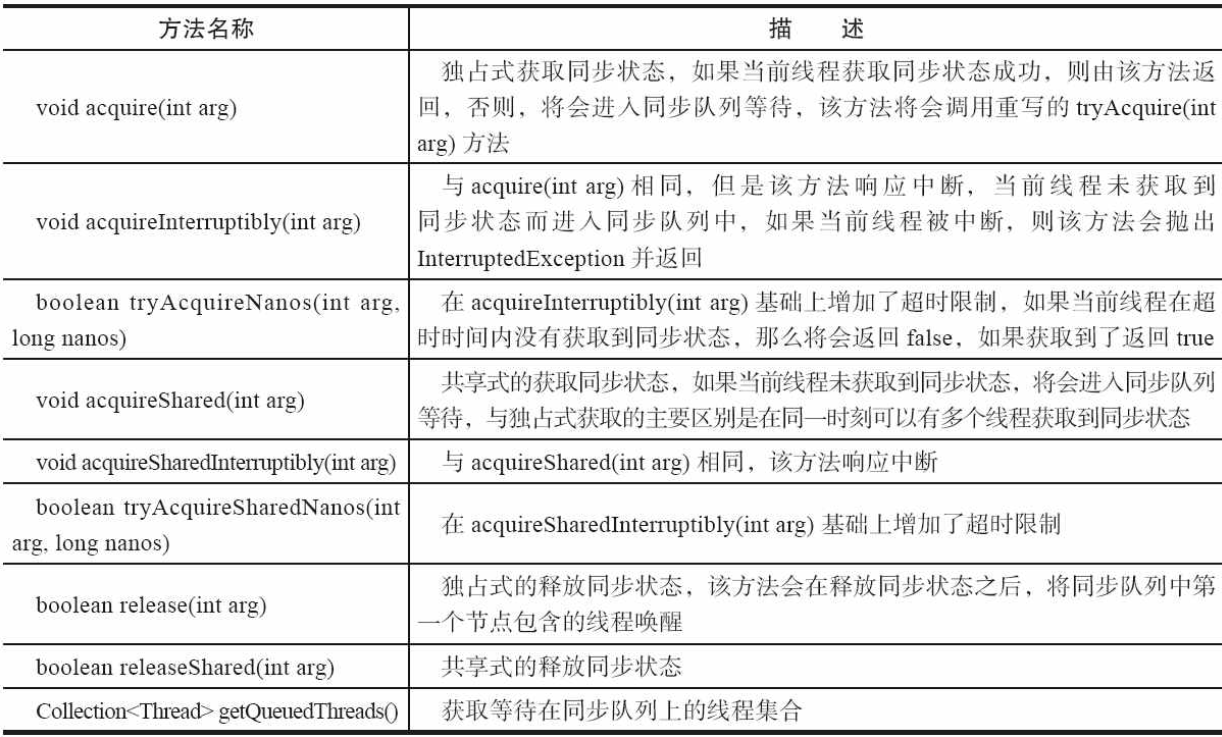 方法名称
描 述
void acquire(int arg)
独占式获取同步状态，如果当前线程获取同步状态成功，则由该方法返
回，否则，将会进入同步队列等待，该方法将会调用重写的 tryAcquire(int
arg) 方法
void acquireInterruptibly(int arg)
与 acquire(int arg) 相同，但是该方法响应中断，当前线程未获取到
同步状态而进入同步队列中，如果当前线程被中断，则该方法会抛出
InterruptedException 并返回
boolean tryAcquireNanos(int arg,
long nanos)
在 acquireInterruptibly(int arg) 基础上增加了超时限制，如果当前线程在超
时时间内没有获取到同步状态，那么将会返回 false，如果获取到了返回 true
void acquireShared(int arg)
共享式的获取同步状态，如果当前线程未获取到同步状态，将会进入同步队列
等待，与独占式获取的主要区别是在同一时刻可以有多个线程获取到同步状态
void acquireSharedInterruptibly(int arg)
与 acquireShared(int arg) 相同，该方法响应中断
boolean tryAcquireSharedNanos(int
arg, long nanos)
在 acquireSharedInterruptibly(int arg) 基础上增加了超时限制
boolean release(int arg)
独占式的释放同步状态，该方法会在释放同步状态之后，将同步队列中第
一个节点包含的线程唤醒
boolean releaseShared(int arg)
共享式的释放同步状态
Collection<Thread> getQueuedThreads()
获取等待在同步队列上的线程集合